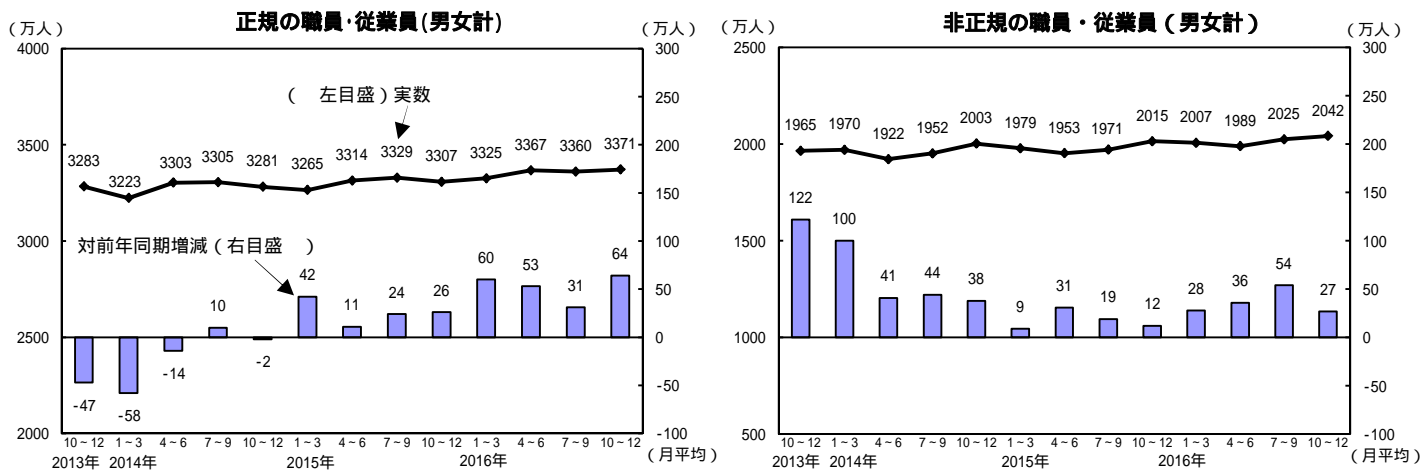 正規の職員･従業員(男女計)
(万人)
(万人)
4000
3500
3000
2500
2000
300
250
200
150
100
50
0
-50
-100
( 左目盛)実数
3283 3223 3303 3305 3281 3265 3314 3329 3307 3325 3367 3360 3371
対前年同期増減(右目盛 )
-47 -58 -14 10 -2 42 11 24 26 60 53 31 64
10~12 1~3 4~6 7~9 10~12 1~3 4~6 7~9 10~12 1~3 4~6 7~9 10~12
2013年 2014年 2015年 2016年
(月平均)
非正規の職員・従業員(男女計)
(万人)
(万人)
2500
2000
1500
1000
500
300
250
200
150
100
50
0
-50
-100
1965 1970 1922 1952 2003 1979 1953 1971 2015 2007 1989 2025 2042
122 100 41 44 38 9 31 19 12 28 36 54 27
10~12 1~3 4~6 7~9 10~12 1~3 4~6 7~9 10~12 1~3 4~6 7~9 10~12
2013年 2014年 2015年 2016年
(月平均)